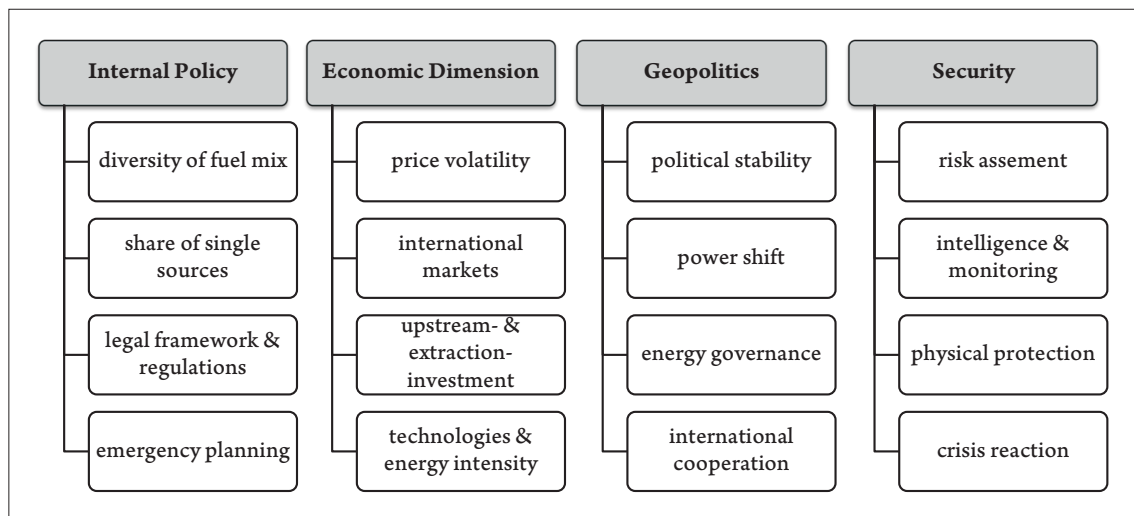 Internal Policy
diversity of fuel mix
share of single
sources
legal framework &
regulations
emergency planning
Economic Dimension
price volatility
international
markets
upstream- &
extraction-
investment
technologies &
energy intensity
Geopolitics
political stability
power shift
energy governance
international
cooperation
Security
risk assement
intelligence &
monitoring
physical protection
crisis reaction